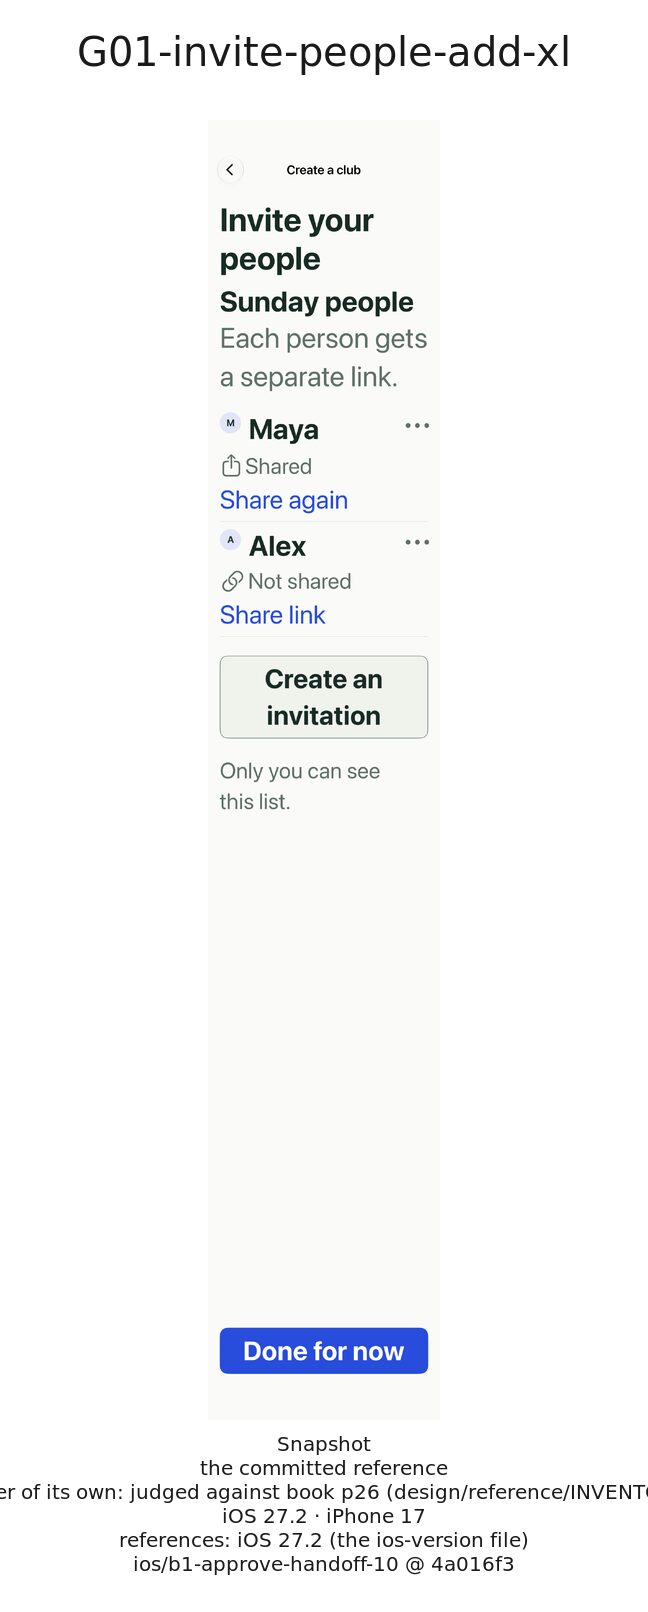 G01-invite-people-add-xl
Create a club
Invite your
people
Sunday people
Each person gets
a separate link.
M Maya
Shared
Share again
A Alex
Not shared
Share link
Create an
invitation
Only you can see
this list.
Done for now
Snapshot
the committed reference
of its own: judged against book p26 (design/reference/
iOS 27.2 · iPhone 17
references: iOS 27.2 (the ios-version file)
ios/b1-approve-handoff-10 @ 4a016f3